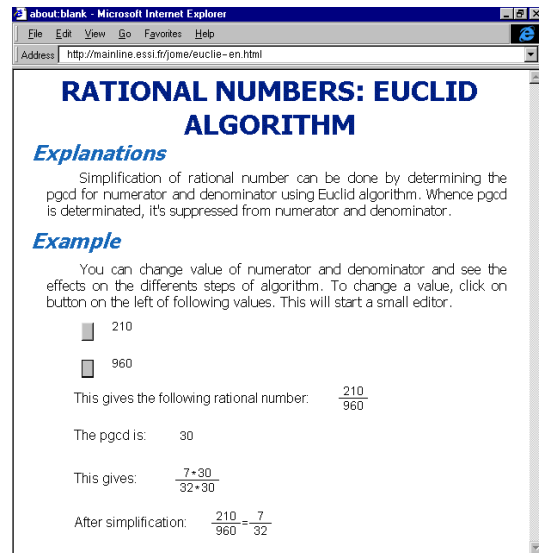 about:blank - Microsoft Internet Explorer
File Edit View Go Favorites Help
Address http://mainline.essi.fr/jome/euclie-en.html
RATIONAL NUMBERS: EUCLID
ALGORITHM
Explanations
Simplification of rational number can be done by determining the
pgcd for numerator and denominator using Euclid algorithm. Whence pgcd
is determinated, it's suppressed from numerator and denominator.
Example
You can change value of numerator and denominator and see the
effects on the differents steps of algorithm. To change a value, click on
button on the left of following values. This will start a small editor.
210
960
This gives the following rational number: 210/960
The pgcd is: 30
This gives: 7*30/32*30
After simplification: 210/960=7/32